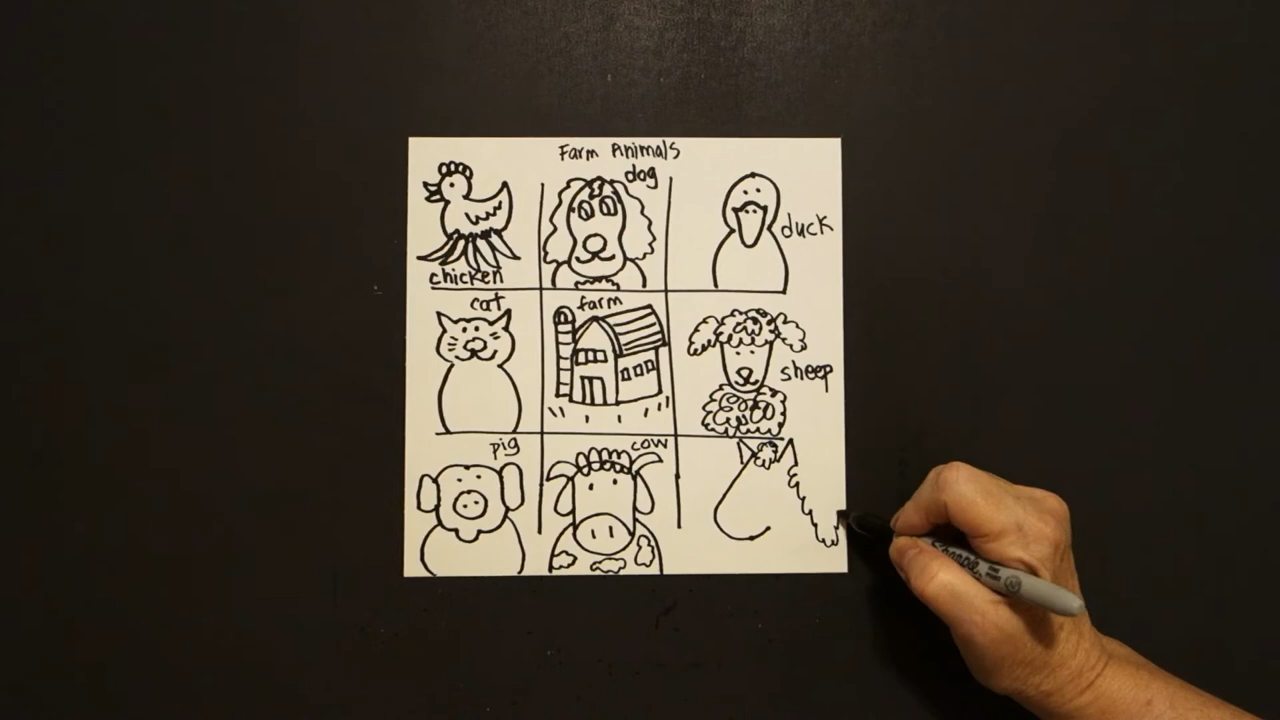 Farm Animals
dog
chicken
duck
cat
farm
sheep
pig
cow
Sharpie